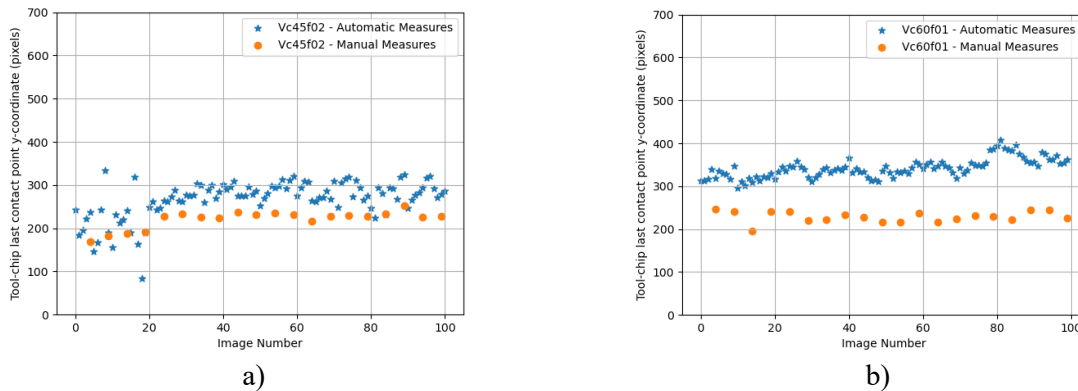 700
600
500
400
300
200
100
0
Tool-chip last contact point y-coordinate (pixels)
Vc45f02 - Automatic Measures
Vc45f02 - Manual Measures
0 20 40 60 80 100
Image Number
a)
700
600
500
400
300
200
100
0
Tool-chip last contact point y-coordinate (pixels)
Vc60f01 - Automatic Measures
Vc60f01 - Manual Measures
0 20 40 60 80 100
Image Number
b)